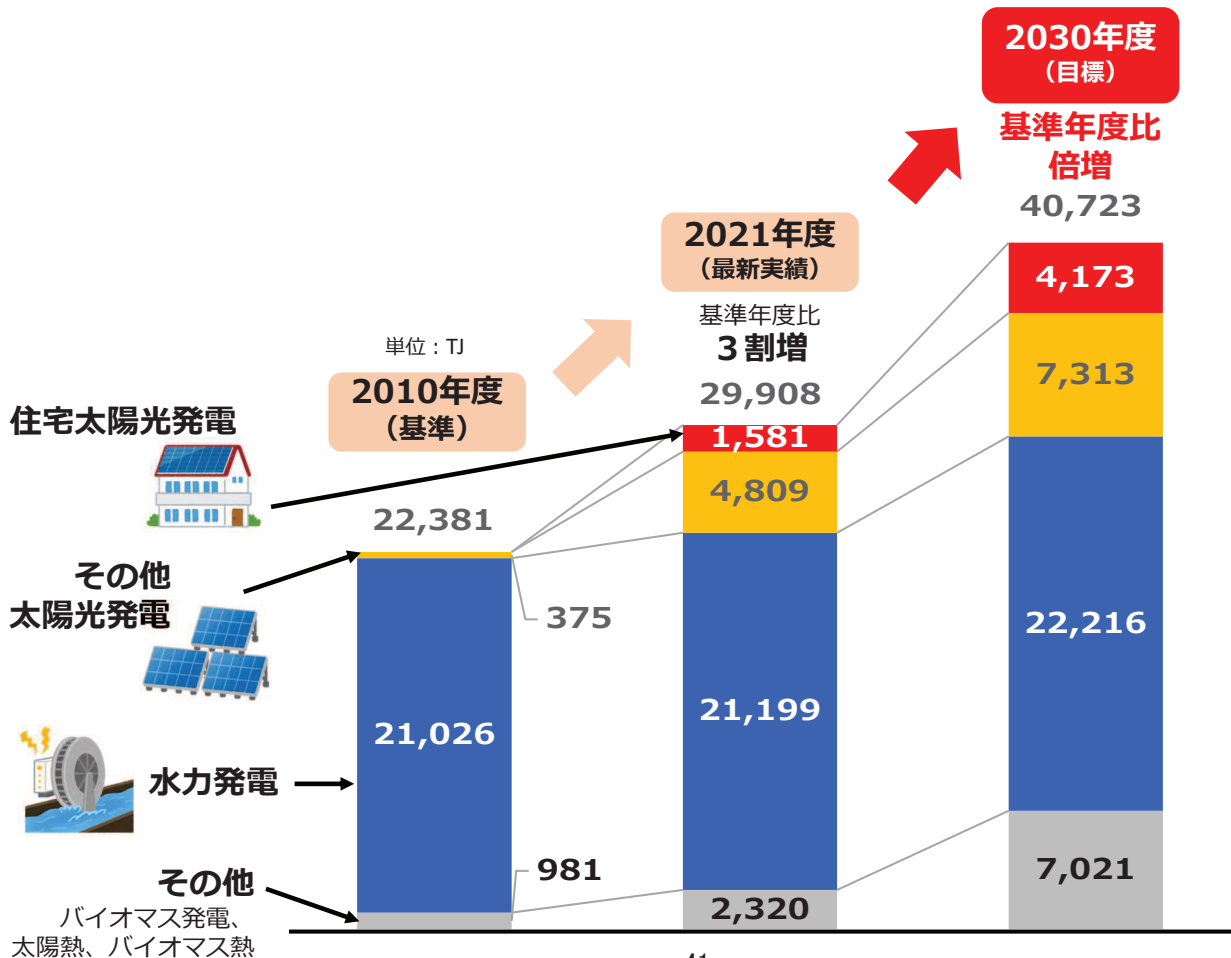 2030年度
（目標）
基準年度比
倍増
40,723
2021年度
（最新実績）
基準年度比
３割増
29,908
単位：TJ
2010年度
（基準）
22,381
住宅太陽光発電
その他
太陽光発電
水力発電
その他
バイオマス発電、
太陽熱、バイオマス熱
375
21,026
981
1,581
4,809
21,199
2,320
4,173
7,313
22,216
7,021